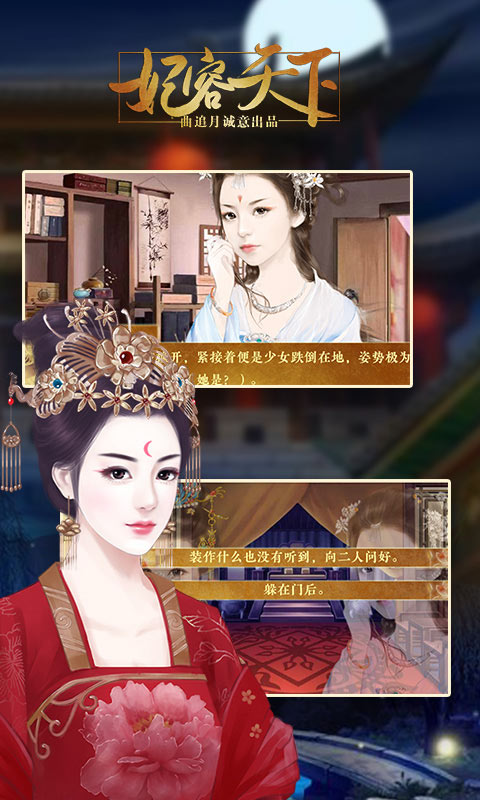 妃容天下
曲追月诚意出品
开，紧接着便是少女跌倒在地，姿势极为
她是？）。
装作什么也没有听到，向二人问好。
躲在门后。